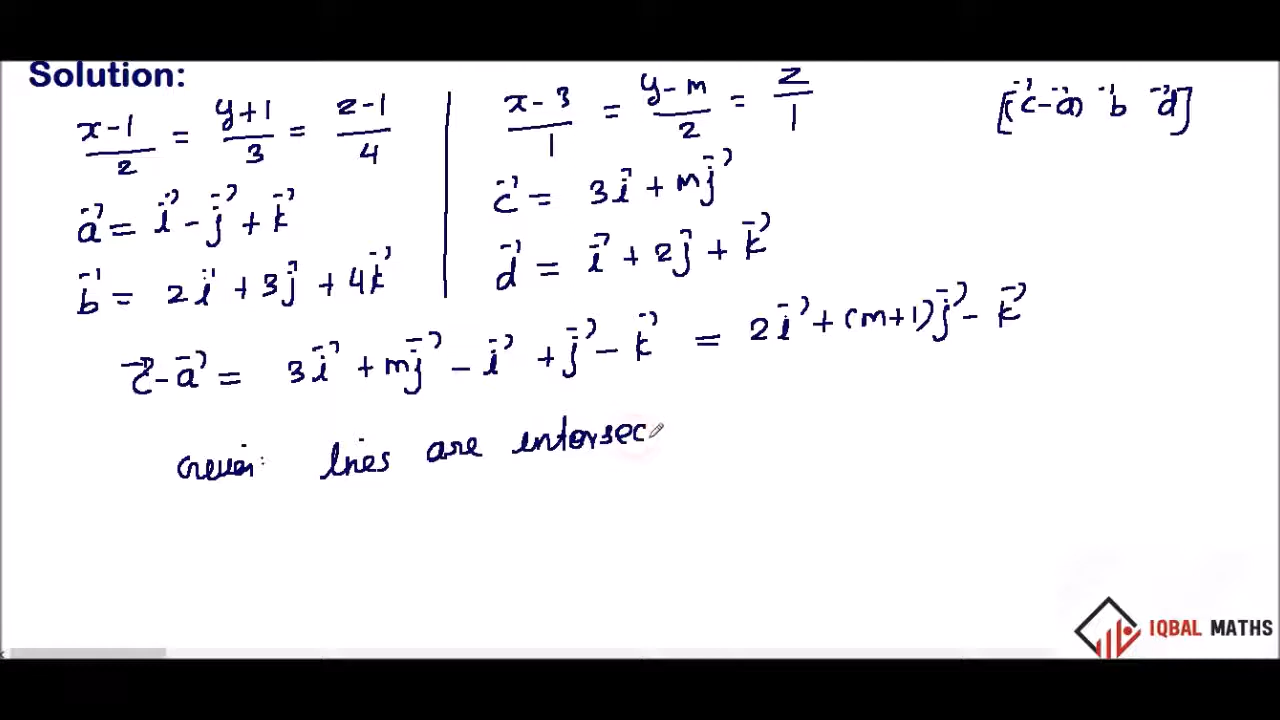 Solution:
x-1/2 = y+1/3 = z-1/4
a⃗ = i⃗ - j⃗ + k⃗
b⃗ = 2i⃗ + 3j⃗ + 4k⃗
x-3/1 = y-m/2 = z/1
c⃗ = 3i⃗ + mj⃗
d⃗ = i⃗ + 2j⃗ + k⃗
[c⃗-a⃗ b⃗ d⃗]
c⃗-a⃗ = 3i⃗ + mj⃗ - i⃗ + j⃗ - k⃗ = 2i⃗ + (m+1)j⃗ - k⃗
lines are intersec
IQBAL MATHS